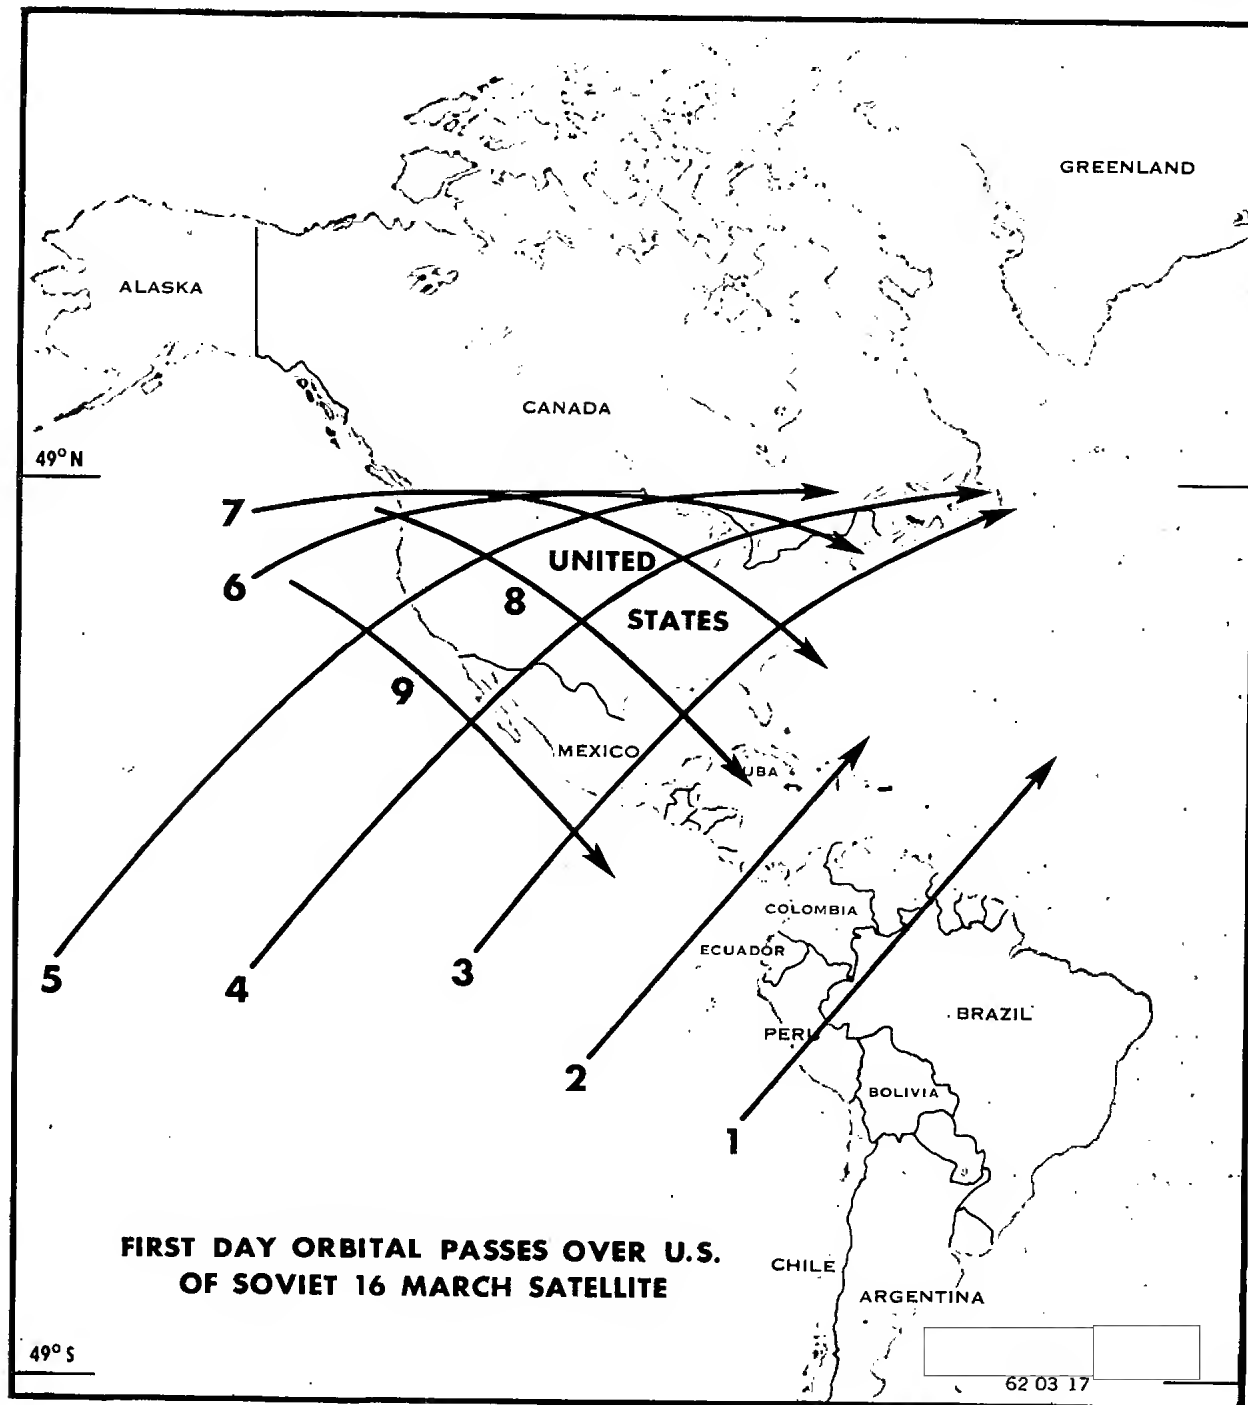 GREENLAND
ALASKA
CANADA
49° N
7
6
UNITED
8
STATES
9
MEXICO
UBA
COLOMBIA
ECUADOR
5
4
3
BRAZIL
PERU
2
BOLIVIA
1
FIRST DAY ORBITAL PASSES OVER U.S.
OF SOVIET 16 MARCH SATELLITE
CHILE
ARGENTINA
49° S
62 03 17